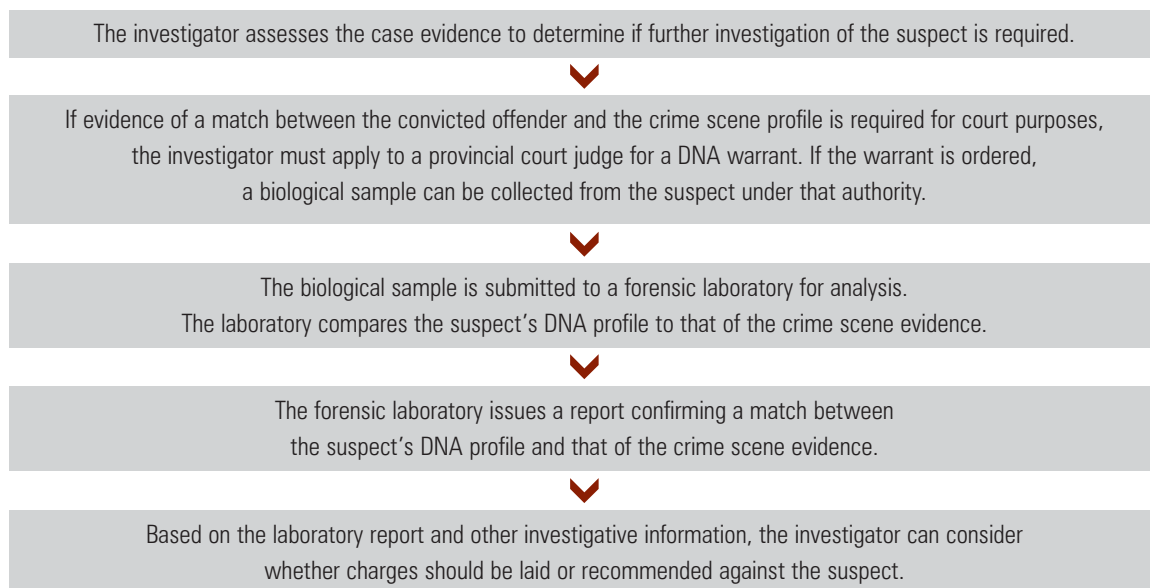 The investigator assesses the case evidence to determine if further investigation of the suspect is required.
If evidence of a match between the convicted offender and the crime scene profile is required for court purposes,
the investigator must apply to a provincial court judge for a DNA warrant. If the warrant is ordered,
a biological sample can be collected from the suspect under that authority.
The biological sample is submitted to a forensic laboratory for analysis.
The laboratory compares the suspect’s DNA profile to that of the crime scene evidence.
The forensic laboratory issues a report confirming a match between
the suspect’s DNA profile and that of the crime scene evidence.
Based on the laboratory report and other investigative information, the investigator can consider
whether charges should be laid or recommended against the suspect.